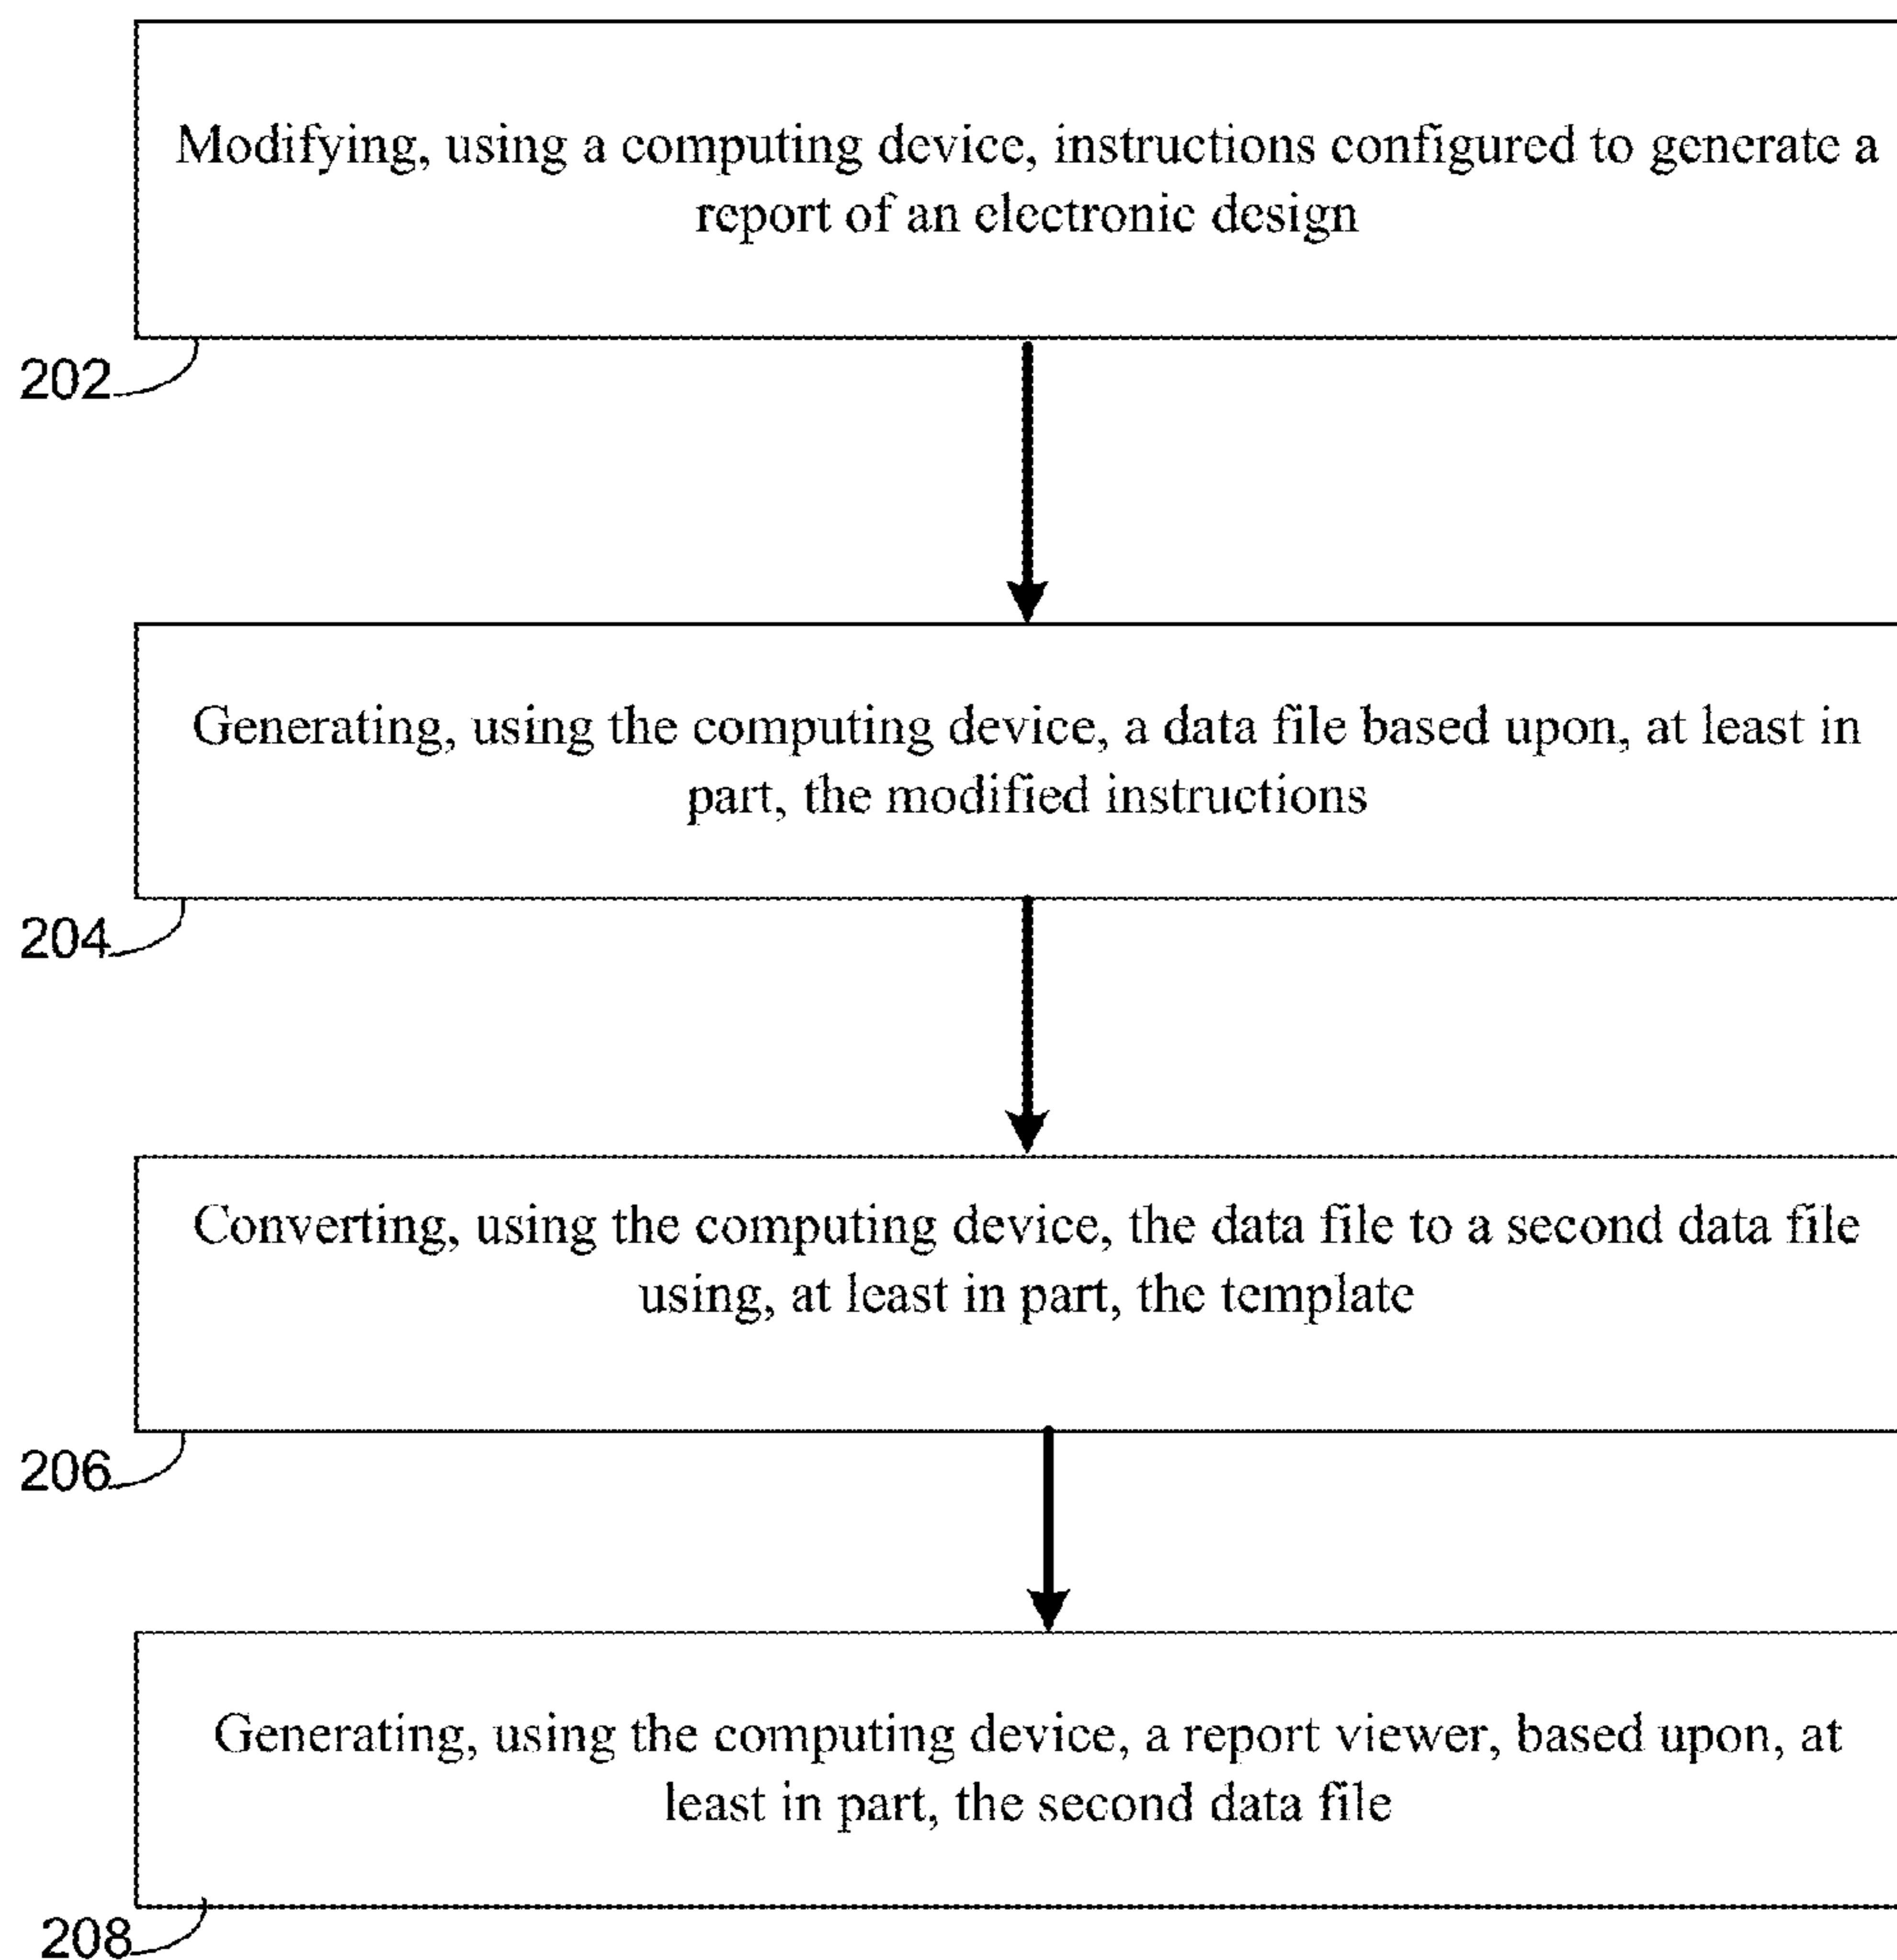 Modifying, using a computing device, instructions configured to generate a
report of an electronic design
202
Generating, using the computing device, a data file based upon, at least in
part, the modified instructions
204
Converting, using the computing device, the data file to a second data file
using, at least in part, the template
206
Generating, using the computing device, a report viewer, based upon, at
least in part, the second data file
208